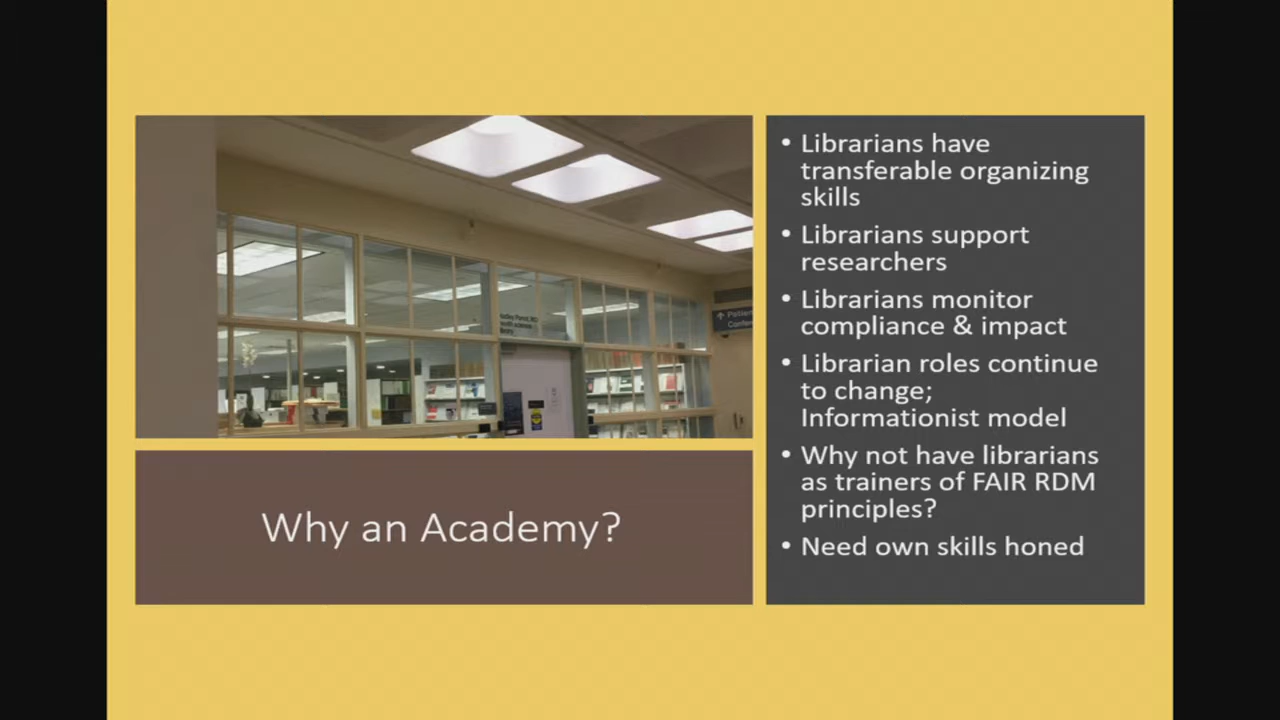 Why an Academy?
• Librarians have
transferable organizing
skills
• Librarians support
researchers
• Librarians monitor
compliance & impact
• Librarian roles continue
to change;
Informationist model
• Why not have librarians
as trainers of FAIR RDM
principles?
• Need own skills honed